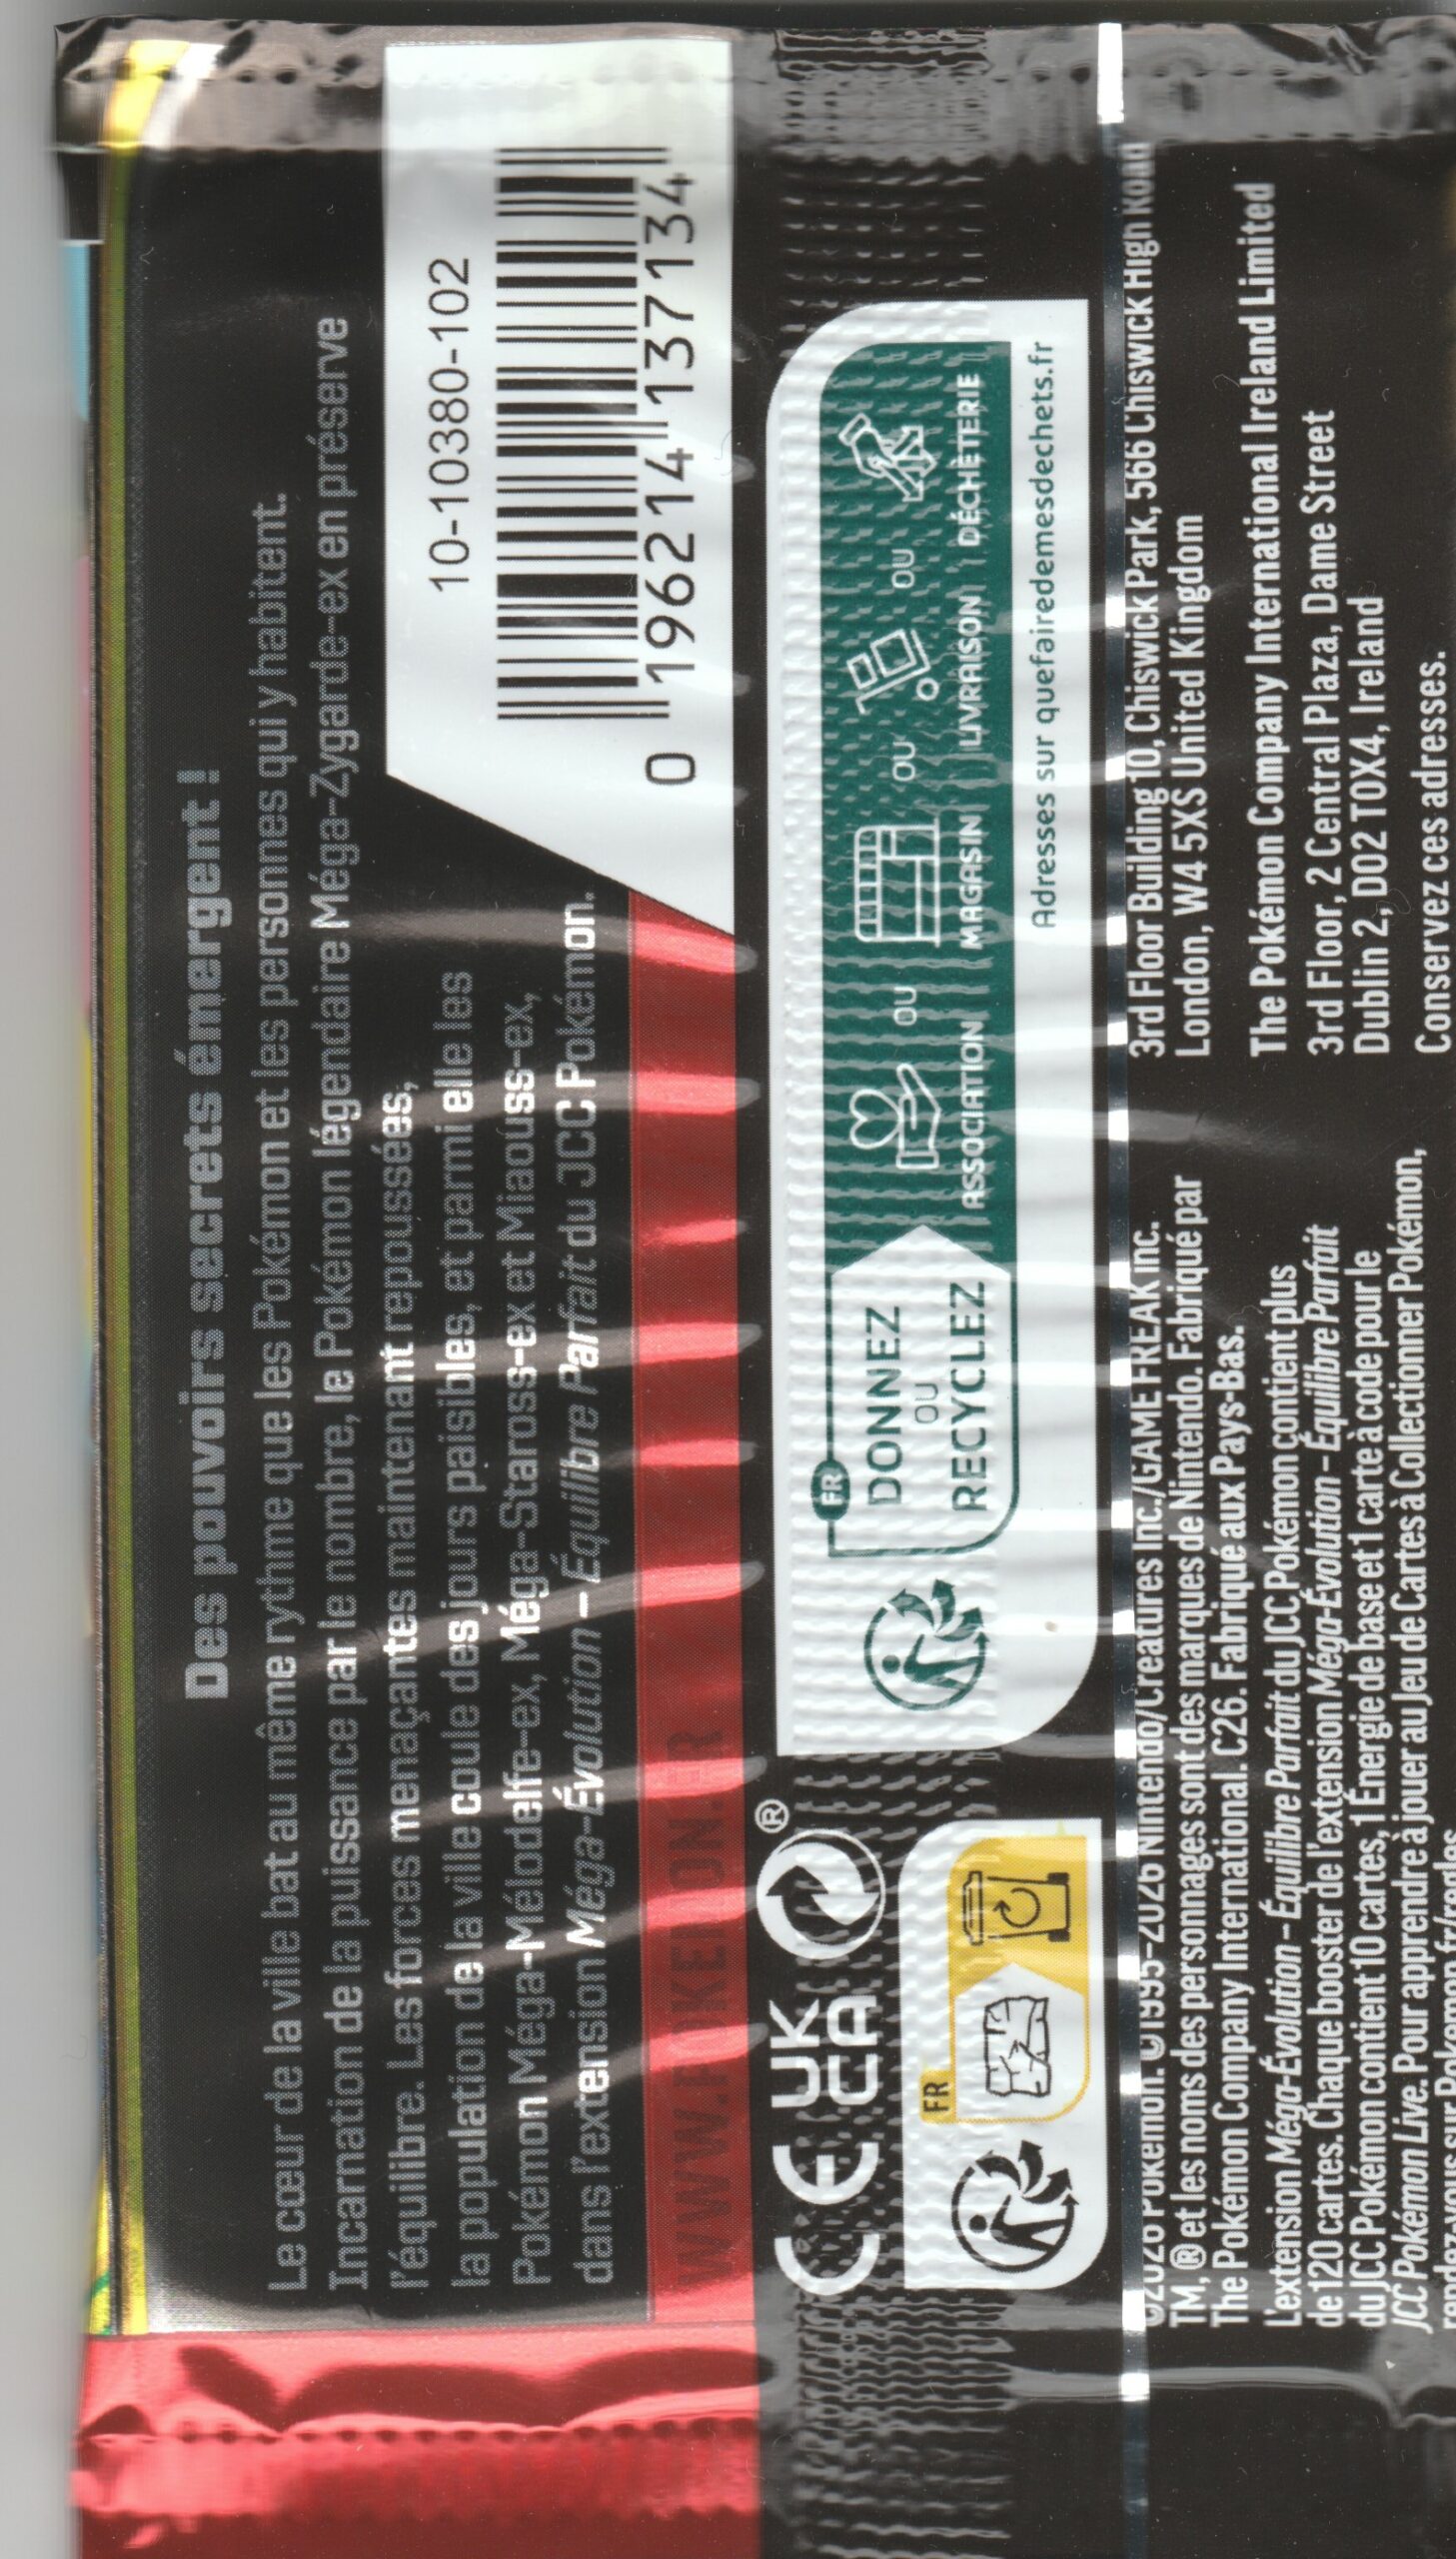 Des pouvoirs secrets émergent !
Le cœur de la ville bat au même rythme que les Pokémon et les personnes qui y habitent.
Incarnation de la puissance par le nombre, le Pokémon légendaire Méga-Zygarde-ex en préserve
l'équilibre. Les forces menaçantes maintenant repoussées,
la population de la ville coule des jours paisibles, et parmi elle les
Pokémon Méga-Mélodelfe-ex, Méga-Staross-ex et Miaouss-ex,
dans l'extension Méga-Évolution – Équilibre Parfait du JCC Pokémon.
WWW.POKEMON.FR
10-10380-102
0 196214 137134
CE UK CA ®
FR
FR
DONNEZ
OU
RECYCLEZ
ASSOCIATION OU MAGASIN OU LIVRAISON OU DÉCHÈTERIE
Adresses sur quefairedemesdechets.fr
©2026 Pokémon. ©1995–2026 Nintendo/Creatures Inc./GAME FREAK inc.
TM, ® et les noms des personnages sont des marques de Nintendo. Fabriqué par
The Pokémon Company International. C26. Fabriqué aux Pays-Bas.
L'extension Méga-Évolution – Équilibre Parfait du JCC Pokémon contient plus
de 120 cartes. Chaque booster de l'extension Méga-Évolution – Équilibre Parfait
du JCC Pokémon contient 10 cartes, 1 Énergie de base et 1 carte à code pour le
JCC Pokémon Live. Pour apprendre à jouer au Jeu de Cartes à Collectionner Pokémon,
3rd Floor Building 10, Chiswick Park, 566 Chiswick High Road
London, W4 5XS United Kingdom
The Pokémon Company International Ireland Limited
3rd Floor, 2 Central Plaza, Dame Street
Dublin 2, D02 T0X4, Ireland
Conservez ces adresses.